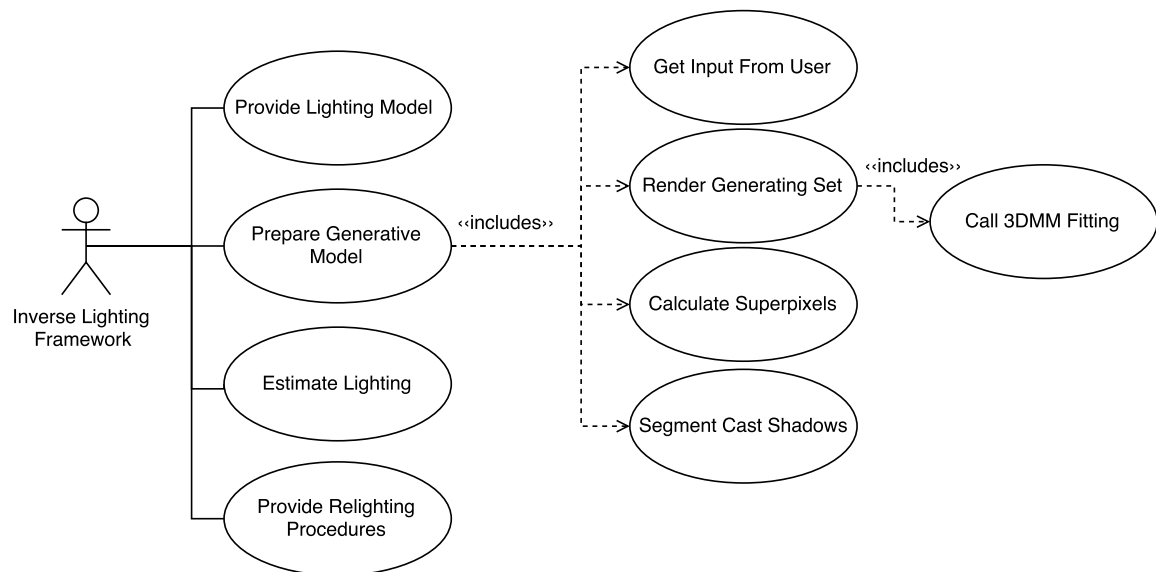 Get Input From User
Provide Lighting Model
‹‹includes››
Render Generating Set
‹‹includes››
Call 3DMM Fitting
Prepare Generative
Model
Calculate Superpixels
Inverse Lighting
Framework
Estimate Lighting
Segment Cast Shadows
Provide Relighting
Procedures